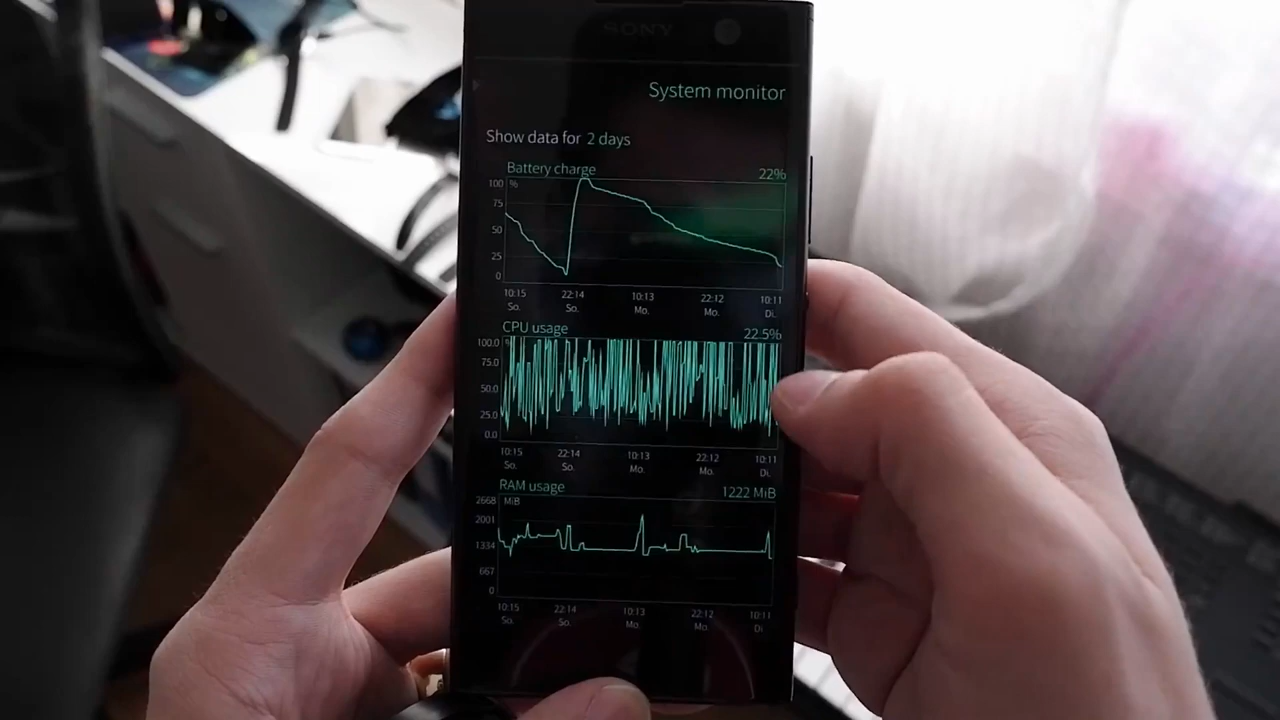 SONY
System monitor
Show data for 2 days
Battery charge 22%
100 %
75
50
25
0
10:15 22:14 10:13 22:12 10:11
So. So. Mo. Mo. Di.
CPU usage 22.5%
100.0 %
75.0
50.0
25.0
0.0
10:15 22:14 10:13 22:12 10:11
So. So. Mo. Mo. Di.
RAM usage 1222 MiB
2668 MiB
2001
1334
667
0
10:15 22:14 10:13 22:12 10:11
So. So. Mo. Mo. Di.